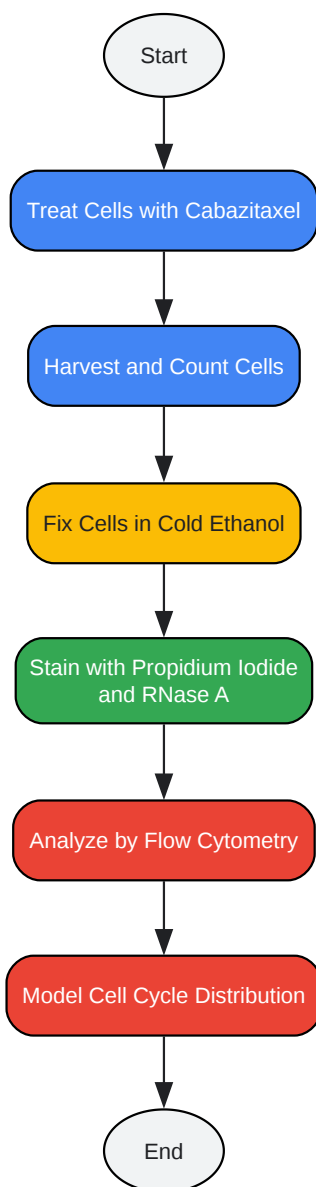 Start
Treat Cells with Cabazitaxel
Harvest and Count Cells
Fix Cells in Cold Ethanol
Stain with Propidium Iodide
and RNase A
Analyze by Flow Cytometry
Model Cell Cycle Distribution
End